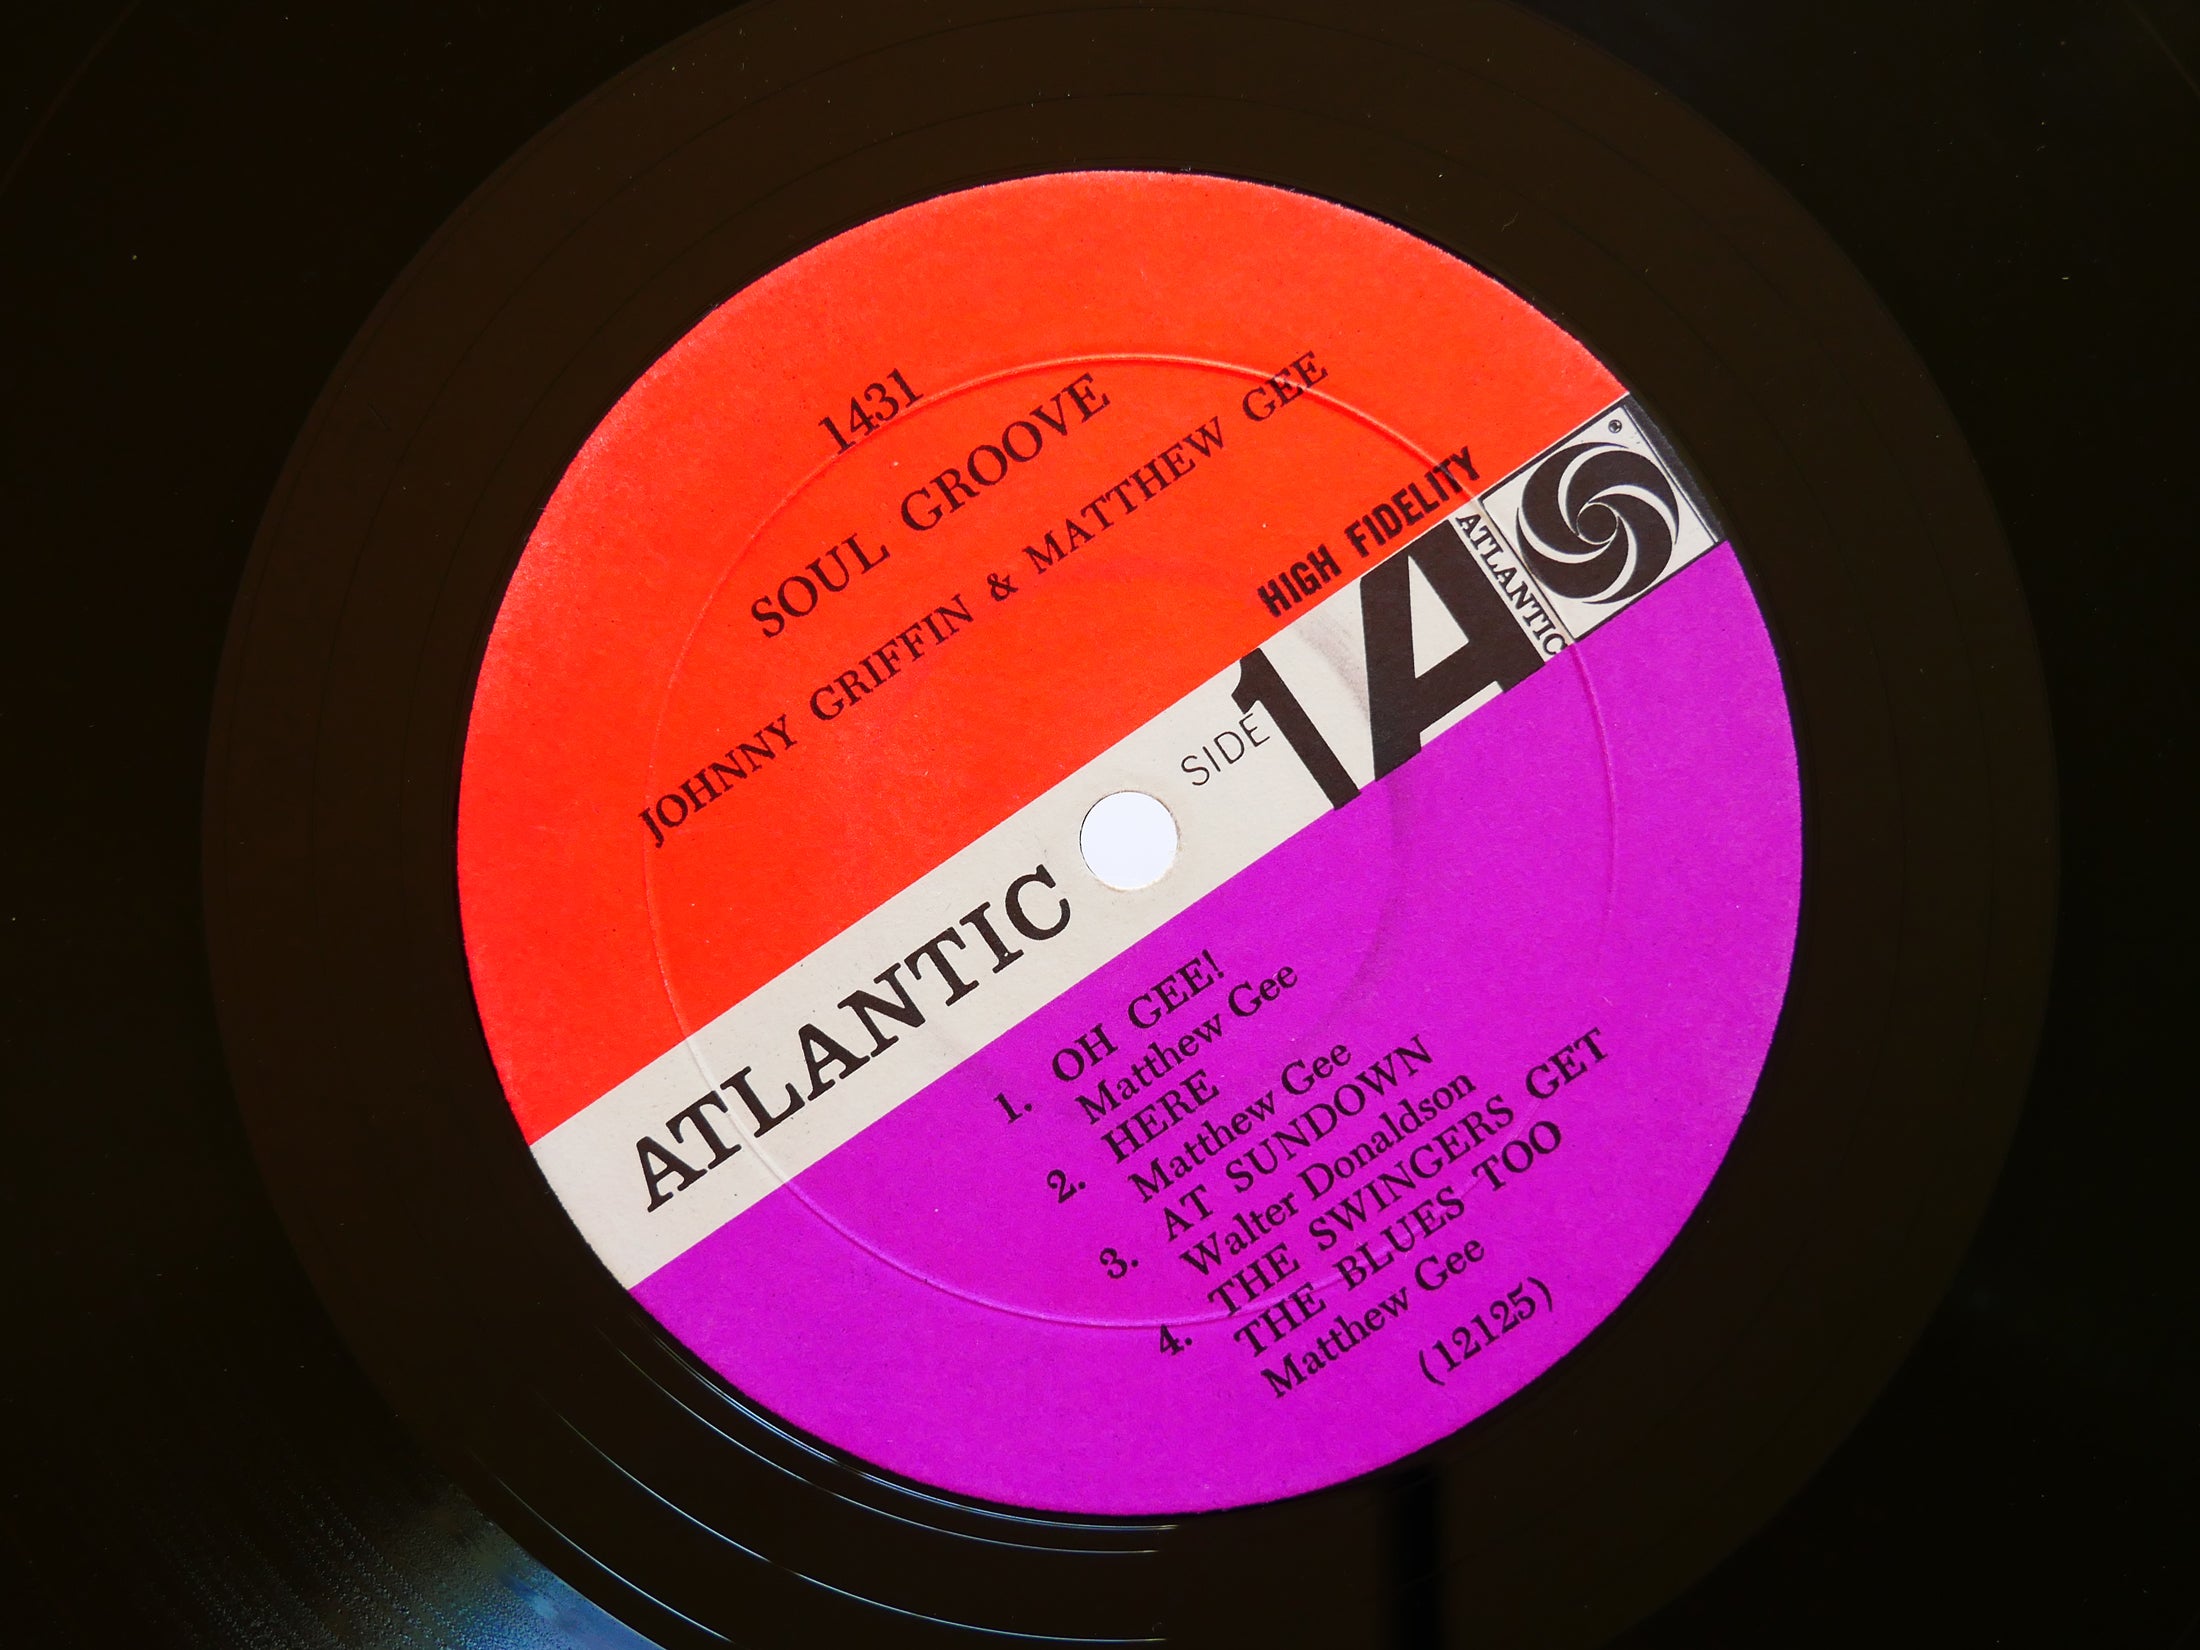 1431
SOUL GROOVE
JOHNNY GRIFFIN & MATTHEW GEE
HIGH FIDELITY
ATLANTIC
SIDE 1
A
ATLANTIC
®
1. OH GEE!
Matthew Gee
2. HERE
Matthew Gee
3. AT SUNDOWN
Walter Donaldson
4. THE SWINGERS GET
THE BLUES TOO
Matthew Gee
(12125)